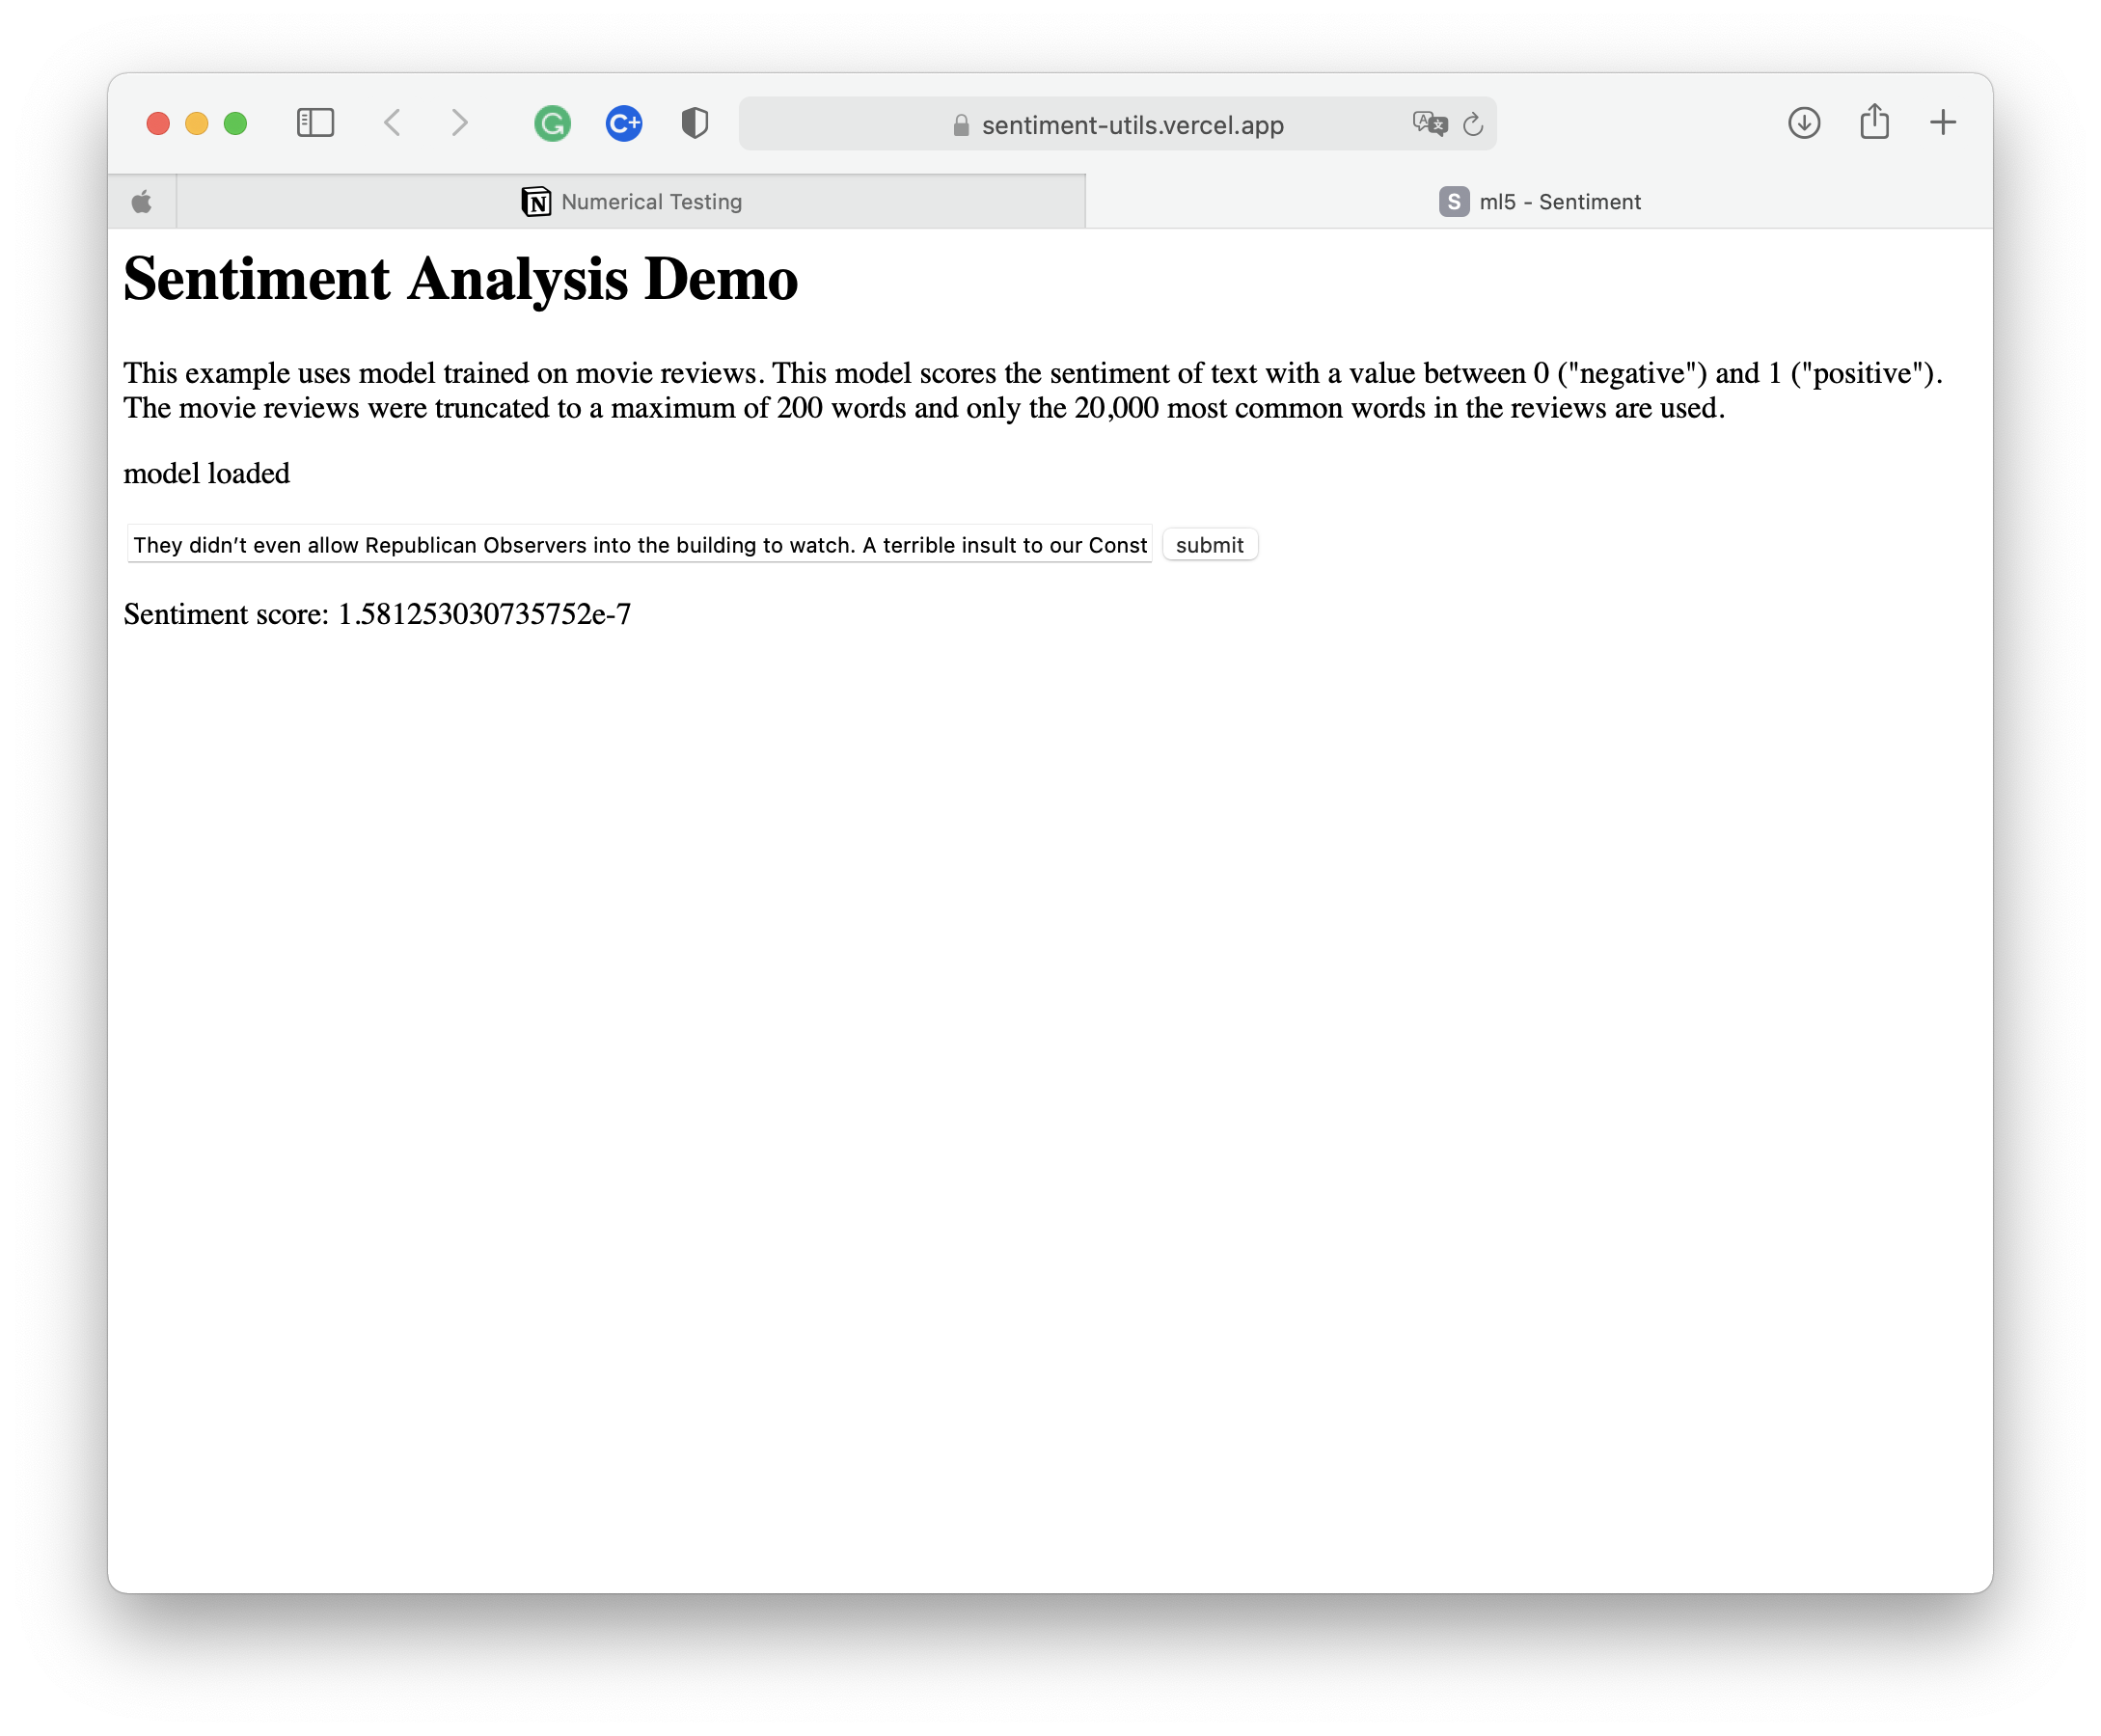 sentiment-utils.vercel.app
Numerical Testing
S ml5 - Sentiment
Sentiment Analysis Demo
This example uses model trained on movie reviews. This model scores the sentiment of text with a value between 0 ("negative") and 1 ("positive").
The movie reviews were truncated to a maximum of 200 words and only the 20,000 most common words in the reviews are used.
model loaded
They didn’t even allow Republican Observers into the building to watch. A terrible insult to our Const
submit
Sentiment score: 1.581253030735752e-7